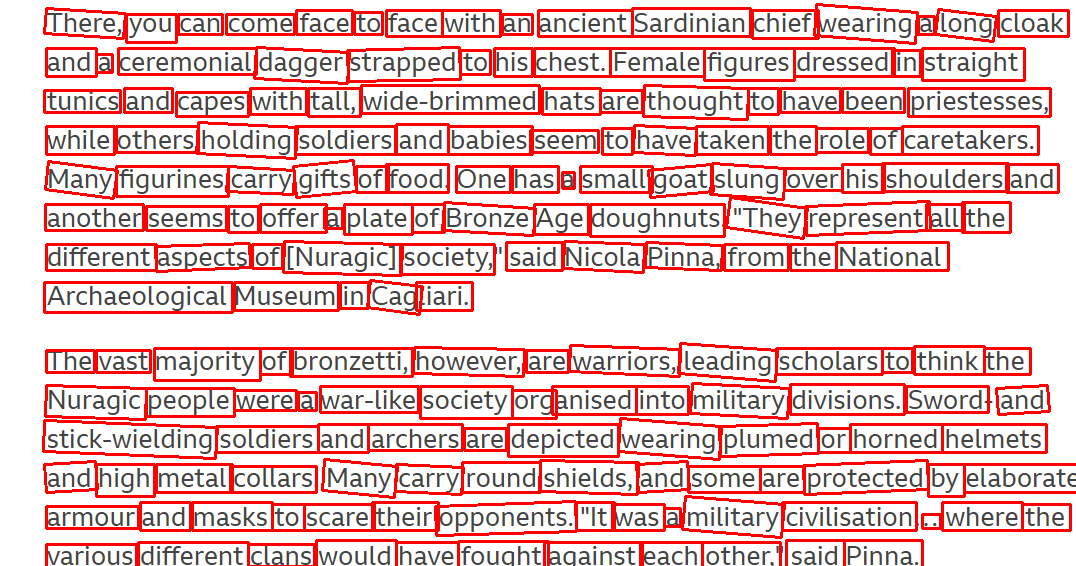 There, you can come face to face with an ancient Sardinian chief wearing a long cloak
and a ceremonial dagger strapped to his chest. Female figures dressed in straight
tunics and capes with tall, wide-brimmed hats are thought to have been priestesses,
while others holding soldiers and babies seem to have taken the role of caretakers.
Many figurines carry gifts of food. One has a small goat slung over his shoulders and
another seems to offer a plate of Bronze Age doughnuts. "They represent all the
different aspects of [Nuragic] society," said Nicola Pinna, from the National
Archaeological Museum in Cagliari.
The vast majority of bronzetti, however, are warriors, leading scholars to think the
Nuragic people were a war-like society organised into military divisions. Sword- and
stick-wielding soldiers and archers are depicted wearing plumed or horned helmets
and high metal collars. Many carry round shields, and some are protected by elaborate
armour and masks to scare their opponents. "It was a military civilisation… where the
various different clans would have fought against each other," said Pinna.